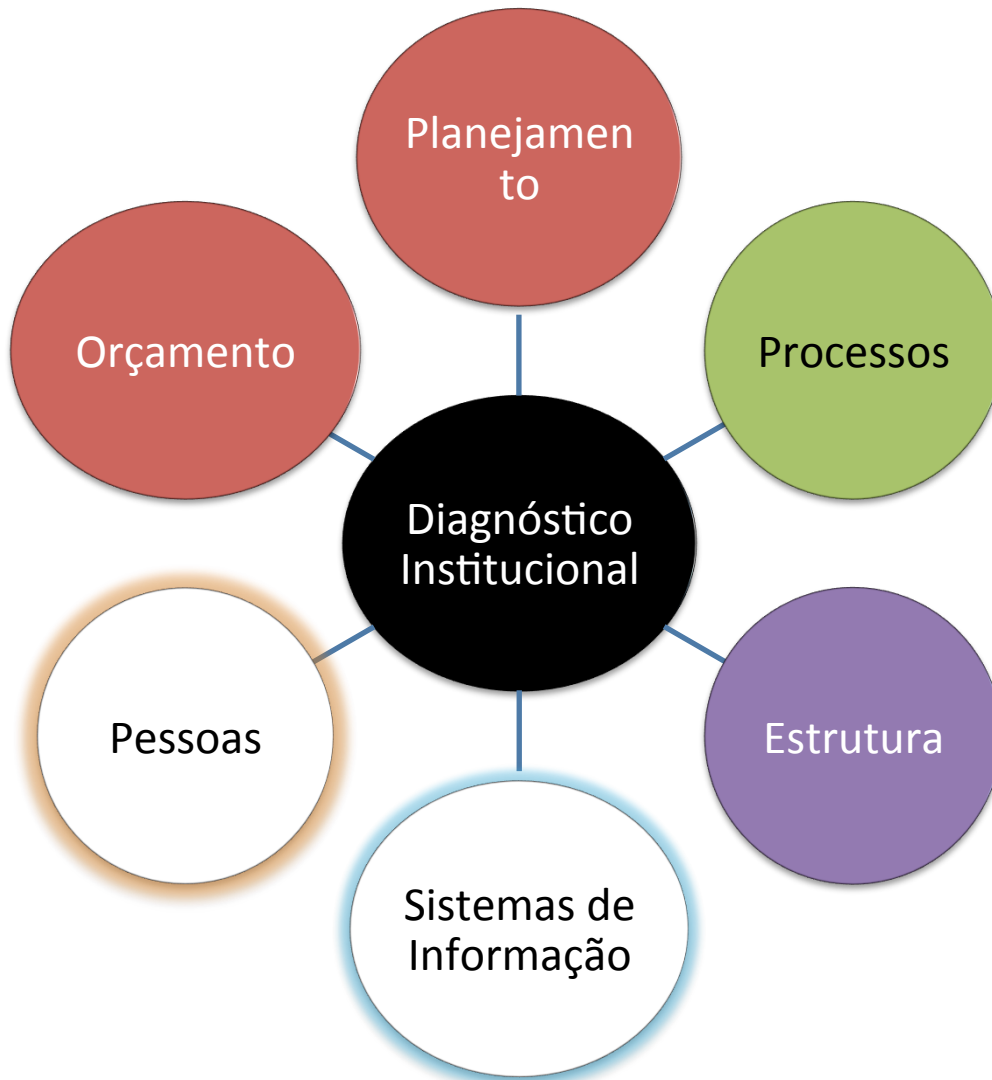 Planejamen
to
Orçamento
Processos
Diagnóstico
Institucional
Pessoas
Estrutura
Sistemas de
Informação